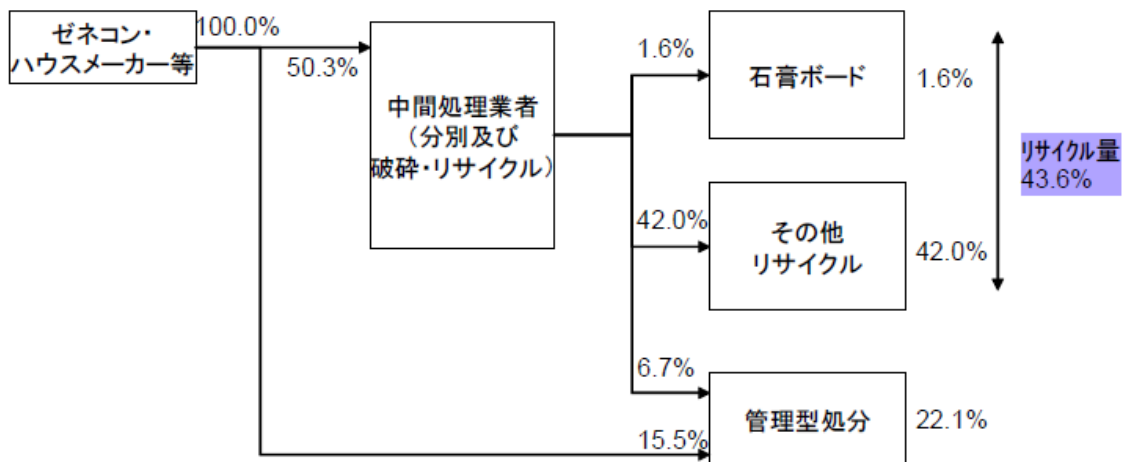 ゼネコン・
ハウスメーカー等
100.0%
50.3%
中間処理業者
（分別及び
破砕・リサイクル）
1.6%
石膏ボード
1.6%
リサイクル量
43.6%
42.0%
その他
リサイクル
42.0%
6.7%
管理型処分
22.1%
15.5%